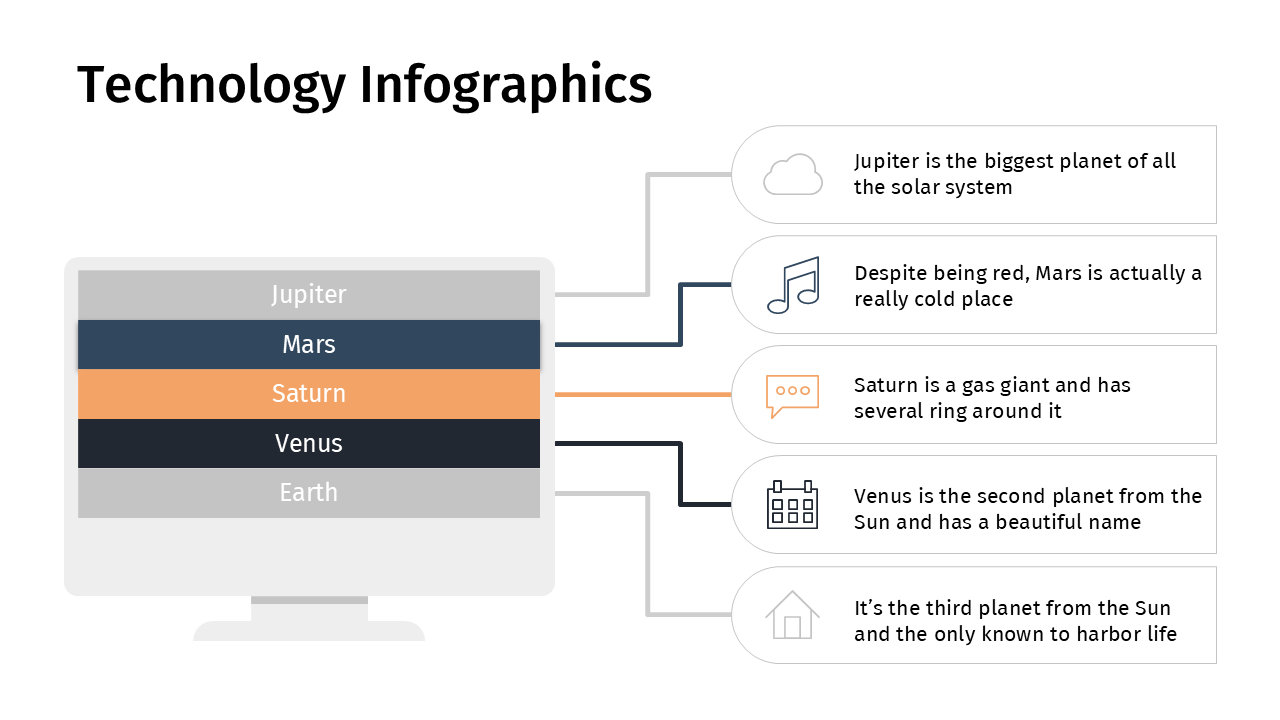 Technology Infographics
Jupiter
Mars
Saturn
Venus
Earth
Jupiter is the biggest planet of all
the solar system
Despite being red, Mars is actually a
really cold place
Saturn is a gas giant and has
several ring around it
Venus is the second planet from the
Sun and has a beautiful name
It’s the third planet from the Sun
and the only known to harbor life